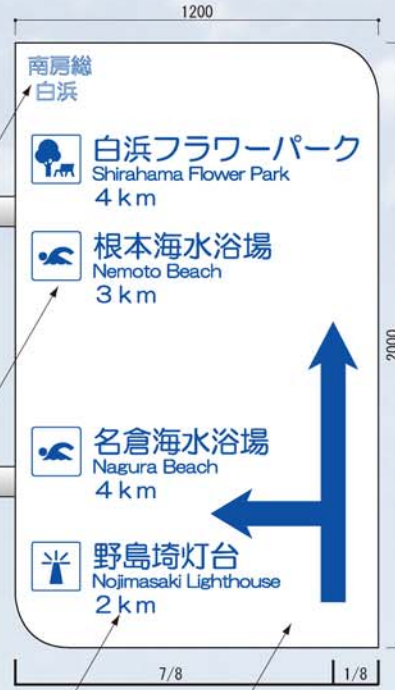 1200
南房総
白浜
白浜フラワーパーク
Shirahama Flower Park
4km
根本海水浴場
Nemoto Beach
3km
2000
名倉海水浴場
Nagura Beach
4km
野島埼灯台
Nojimasaki Lighthouse
2km
7/8
1/8